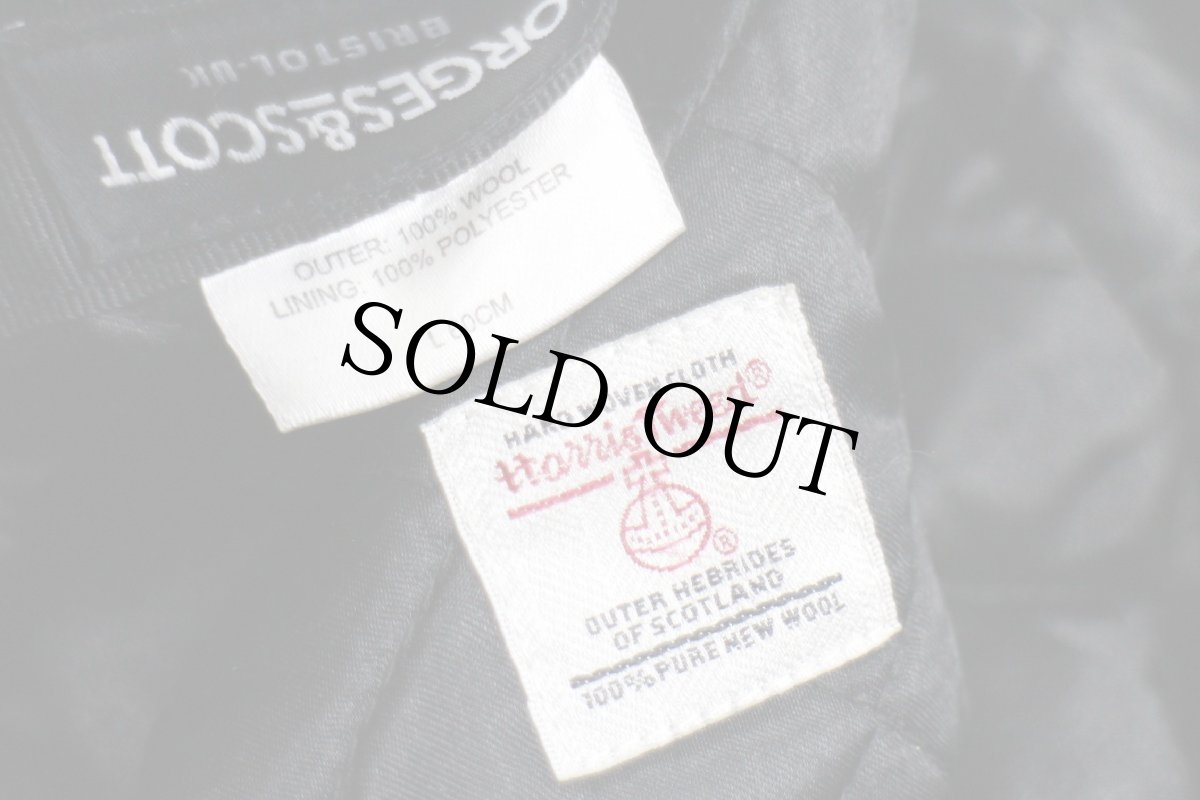 ORGES&SCOTT
BRISTOL-UK
OUTER: 100% WOOL
LINING: 100% POLYESTER
SOLD OUT
HAND WOVEN CLOTH
Harris Tweed®
®
OUTER HEBRIDES
OF SCOTLAND
100% PURE NEW WOOL